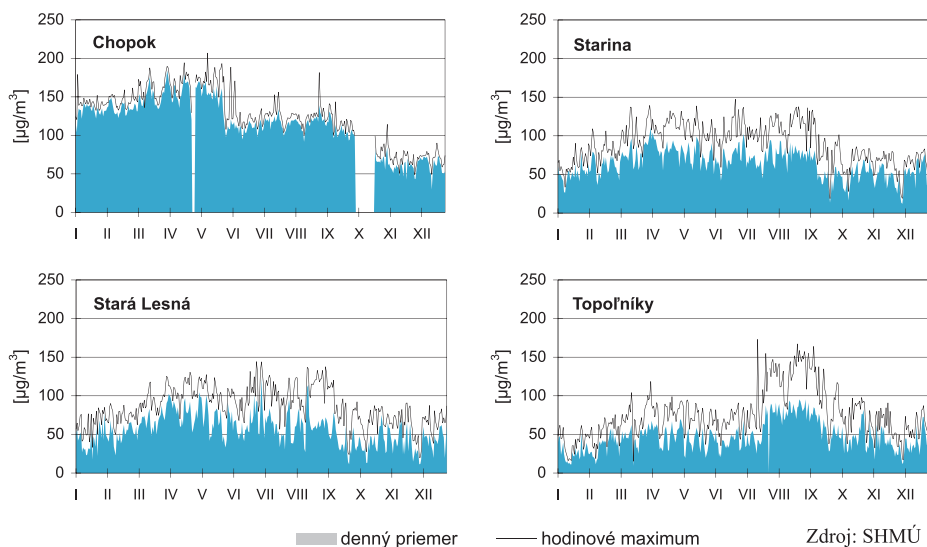 Chopok
[µg/m³]
250
200
150
100
50
0
I II III IV V VI VII VIII IX X XI XII
Starina
[µg/m³]
250
200
150
100
50
0
I II III IV V VI VII VIII IX X XI XII
Stará Lesná
[µg/m³]
250
200
150
100
50
0
I II III IV V VI VII VIII IX X XI XII
Topoľníky
[µg/m³]
250
200
150
100
50
0
I II III IV V VI VII VIII IX X XI XII
denný priemer hodinové maximum Zdroj: SHMÚ